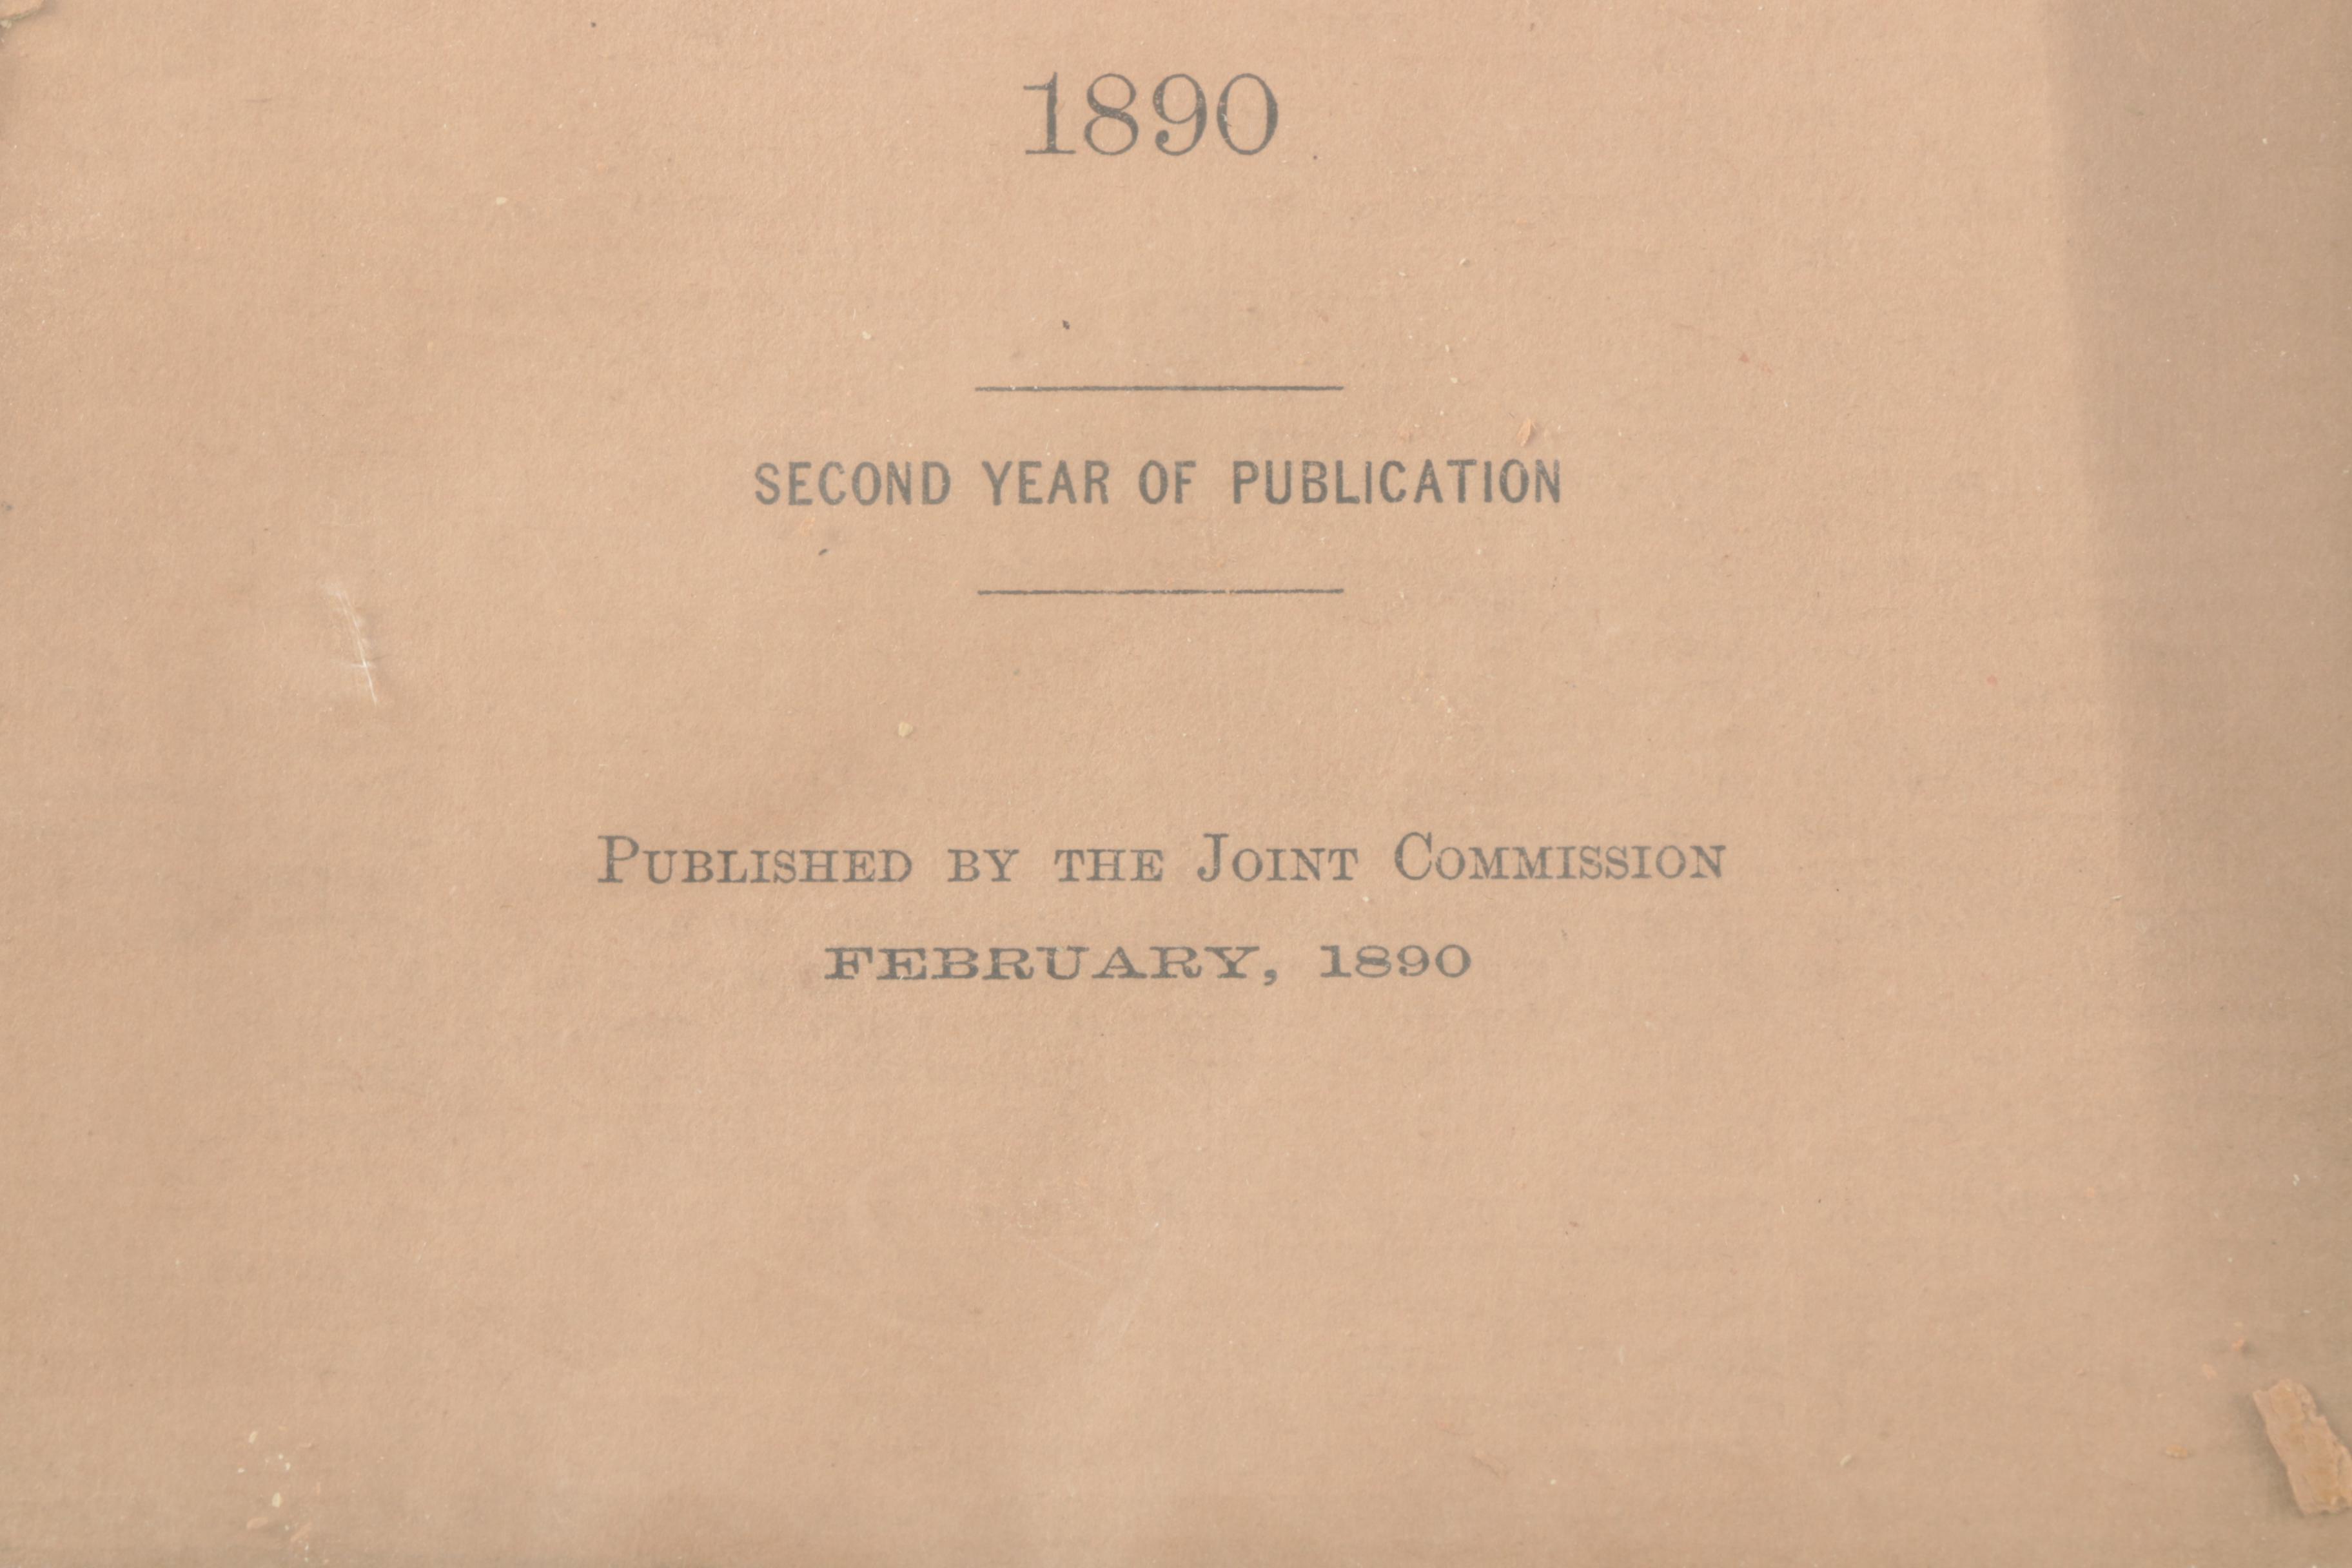 1890
SECOND YEAR OF PUBLICATION
PUBLISHED BY THE JOINT COMMISSION
FEBRUARY, 1890